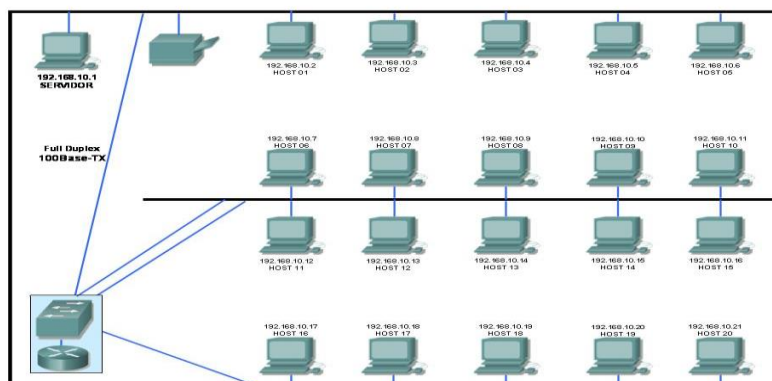 192.168.10.1
SERVIDOR
192.168.10.2
HOST 01
192.168.10.3
HOST 02
192.168.10.4
HOST 03
192.168.10.5
HOST 04
192.168.10.6
HOST 05
Full Duplex
100Base-TX
192.168.10.7
HOST 06
192.168.10.8
HOST 07
192.168.10.9
HOST 08
192.168.10.10
HOST 09
192.168.10.11
HOST 10
192.168.10.12
HOST 11
192.168.10.13
HOST 12
192.168.10.14
HOST 13
192.168.10.15
HOST 14
192.168.10.16
HOST 15
192.168.10.17
HOST 16
192.168.10.18
HOST 17
192.168.10.19
HOST 18
192.168.10.20
HOST 19
192.168.10.21
HOST 20